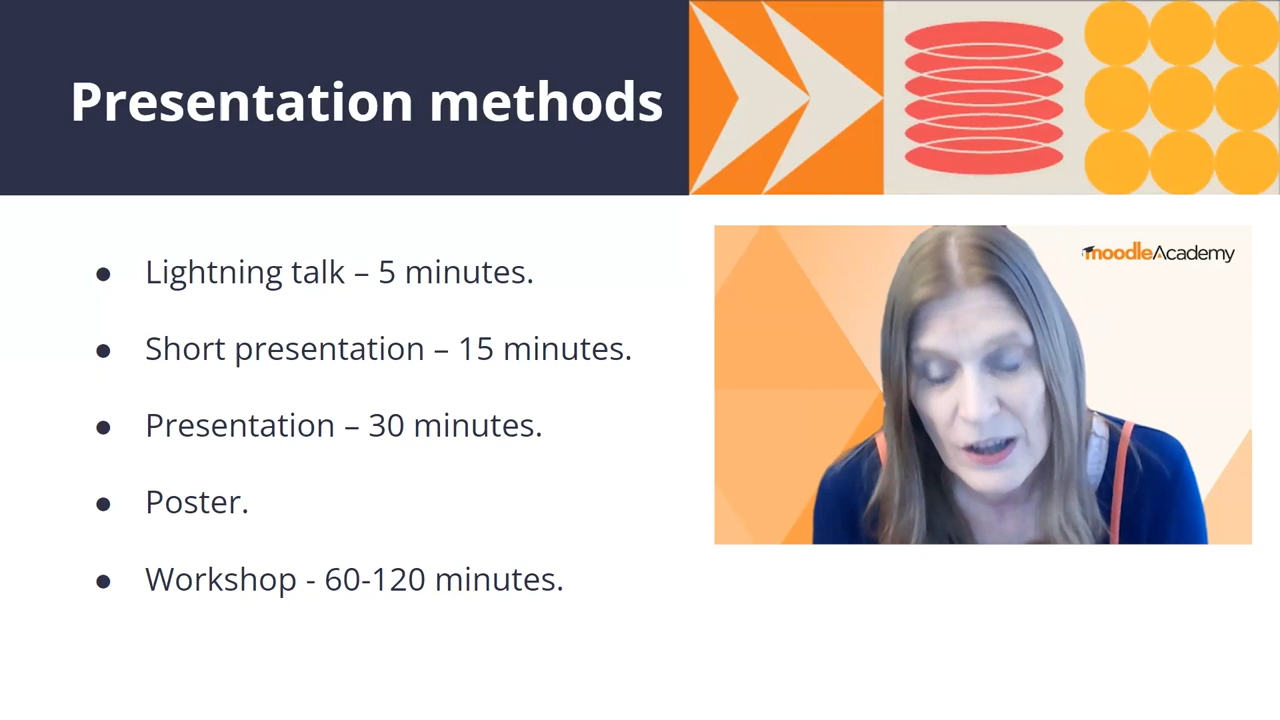 Presentation methods
moodleAcademy
● Lightning talk – 5 minutes.
● Short presentation – 15 minutes.
● Presentation – 30 minutes.
● Poster.
● Workshop - 60-120 minutes.